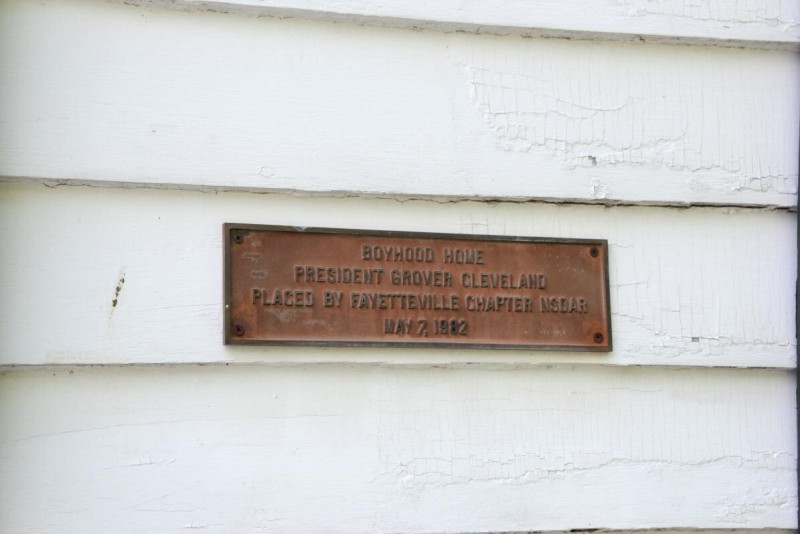 BOYHOOD HOME
PRESIDENT GROVER CLEVELAND
PLACED BY FAYETTEVILLE CHAPTER NSDAR
MAY 7, 1982